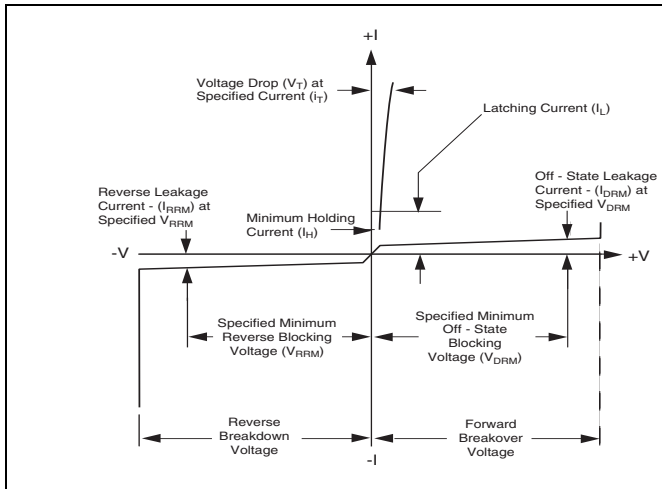 +I
Voltage Drop (VT) at
Specified Current (iT)
Latching Current (IL)
Reverse Leakage
Current - (IRRM) at
Specified VRRM
Off - State Leakage
Current - (IDRM) at
Specified VDRM
Minimum Holding
Current (IH)
-V
+V
Specified Minimum
Reverse Blocking
Voltage (VRRM)
Specified Minimum
Off - State
Blocking
Voltage (VDRM)
Reverse
Breakdown
Voltage
Forward
Breakover
Voltage
-I